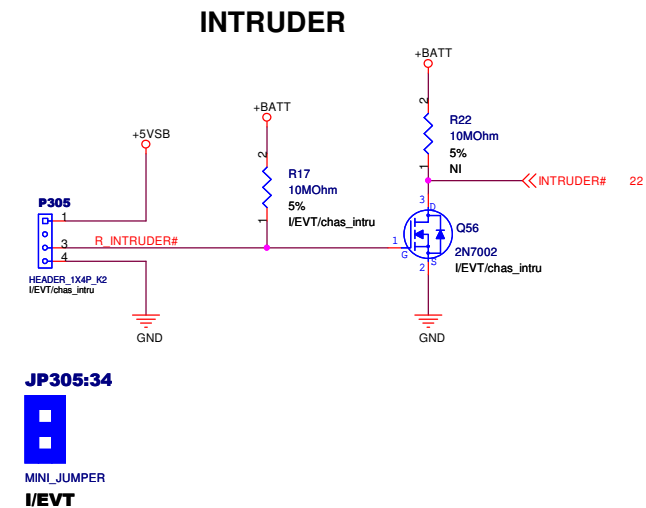 INTRUDER
+BATT
2
R22
10MOhm
5%
NI
1
+BATT
2
R17
10MOhm
5%
I/EVT/chas_intru
1
+5VSB
P305
1
3
4
R_INTRUDER#
HEADER_1X4P_K2
I/EVT/chas_intru
INTRUDER# 22
3
D
1
G
2
S
Q56
2N7002
I/EVT/chas_intru
GND
GND
JP305:34
MINI_JUMPER
I/EVT